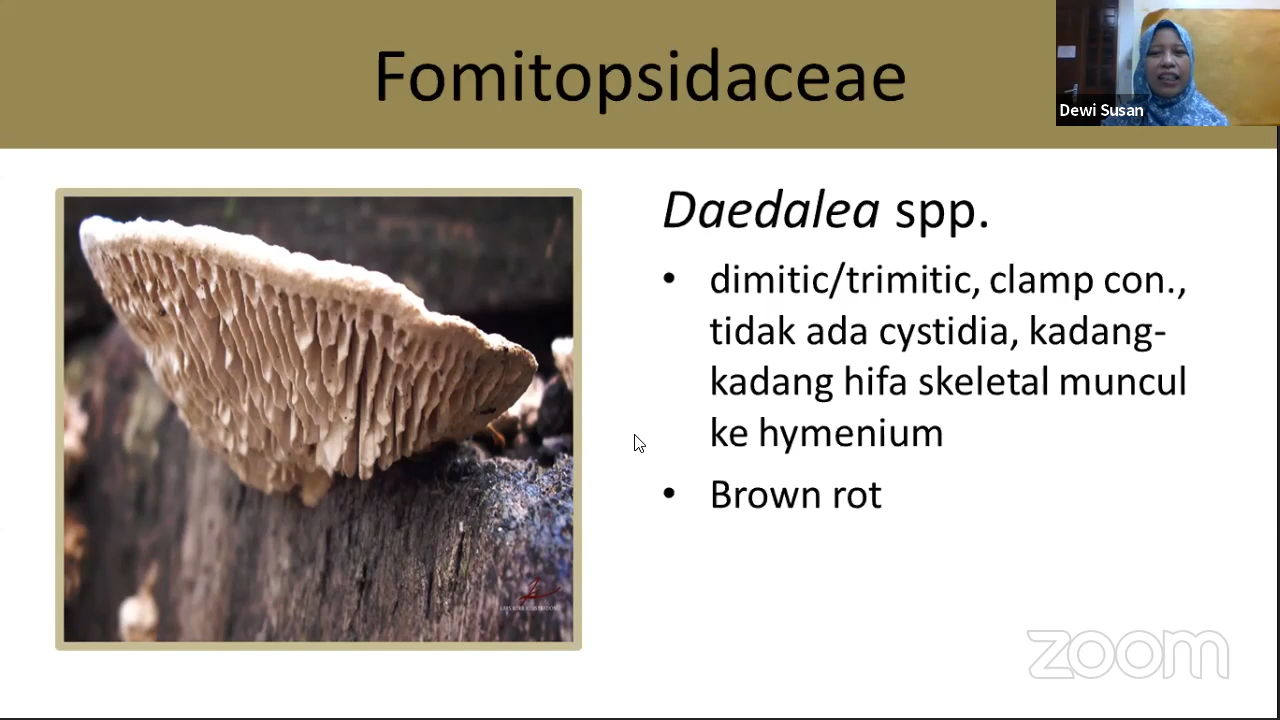 Fomitopsidaceae
Dewi Susan
Daedalea spp.
• dimitic/trimitic, clamp con.,
tidak ada cystidia, kadang-
kadang hifa skeletal muncul
ke hymenium
• Brown rot
zoom